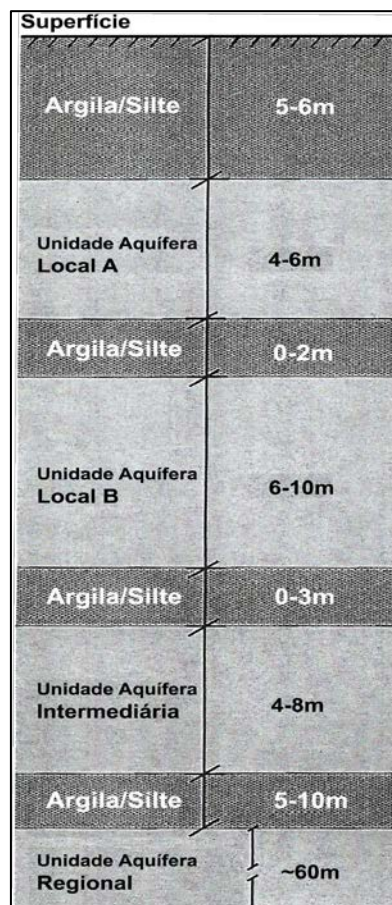 Superfície
Argila/Silte 5-6m
Unidade Aquífera
Local A
4-6m
Argila/Silte 0-2m
Unidade Aquífera
Local B
6-10m
Argila/Silte 0-3m
Unidade Aquífera
Intermediária
4-8m
Argila/Silte 5-10m
Unidade Aquífera
Regional
~60m